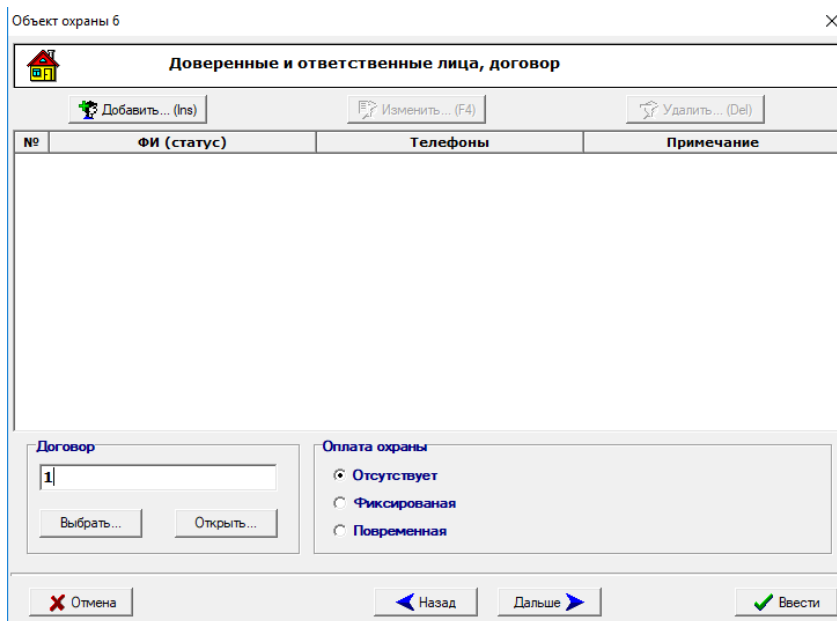 Объект охраны 6
Доверенные и ответственные лица, договор
Добавить... (Ins) Изменить... (F4) Удалить... (Del)
№ ФИ (статус) Телефоны Примечание
Договор Оплата охраны
1 Отсутствует
Фиксированая
Выбрать... Открыть... Повременная
Отмена Назад Дальше Ввести